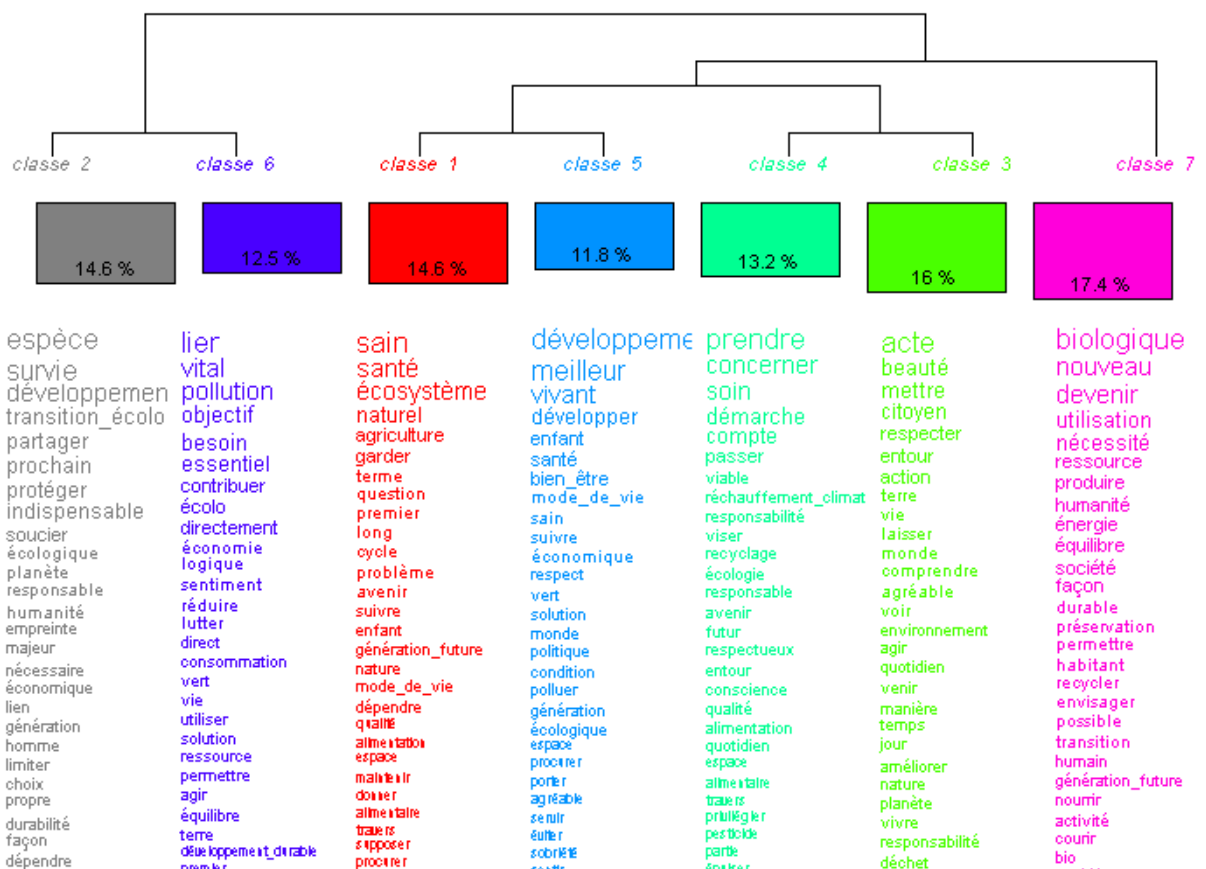 classe 2
classe 6
classe 1
classe 5
classe 4
classe 3
classe 7
14.6 %
12.5 %
14.6 %
11.8 %
13.2 %
16 %
17.4 %
espèce
survie
développemen
transition_écolo
partager
prochain
protéger
indispensable
soucier
écologique
planète
responsable
humanité
empreinte
majeur
nécessaire
économique
lien
génération
homme
limiter
choix
propre
durabilité
façon
dépendre
lier
vital
pollution
objectif
besoin
essentiel
contribuer
écolo
directement
économie
logique
sentiment
réduire
lutter
direct
consommation
vert
vie
utiliser
solution
ressource
permettre
agir
équilibre
terre
développement_durable
premier
sain
santé
écosystème
naturel
agriculture
garder
terme
question
premier
long
cycle
problème
avenir
suivre
enfant
génération_future
nature
mode_de_vie
dépendre
qualité
alimentation
espace
maintenir
donner
alimentaire
travers
supposer
procurer
développeme
meilleur
vivant
développer
enfant
santé
bien_être
mode_de_vie
sain
suivre
économique
respect
vert
solution
monde
politique
condition
polluer
génération
écologique
espace
procurer
porter
agréable
servir
éviter
sobriété
prendre
concerner
soin
démarche
compte
passer
viable
réchauffement_climat
responsabilité
viser
recyclage
écologie
responsable
avenir
futur
respectueux
entour
conscience
qualité
alimentation
quotidien
espace
alimentaire
travers
privilégier
pesticide
partie
acte
beauté
mettre
citoyen
respecter
entour
action
terre
vie
laisser
monde
comprendre
agréable
voir
environnement
agir
quotidien
venir
manière
temps
jour
améliorer
nature
planète
vivre
responsabilité
déchet
biologique
nouveau
devenir
utilisation
nécessité
ressource
produire
humanité
énergie
équilibre
société
façon
durable
préservation
permettre
habitant
recycler
envisager
possible
transition
humain
génération_future
nourrir
activité
courir
bio